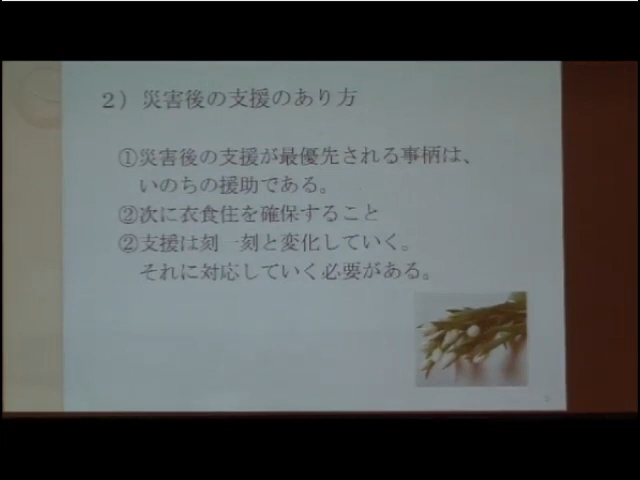 ２）災害後の支援のあり方
①災害後の支援が最優先される事柄は、
いのちの援助である。
②次に衣食住を確保すること
②支援は刻一刻と変化していく。
それに対応していく必要がある。